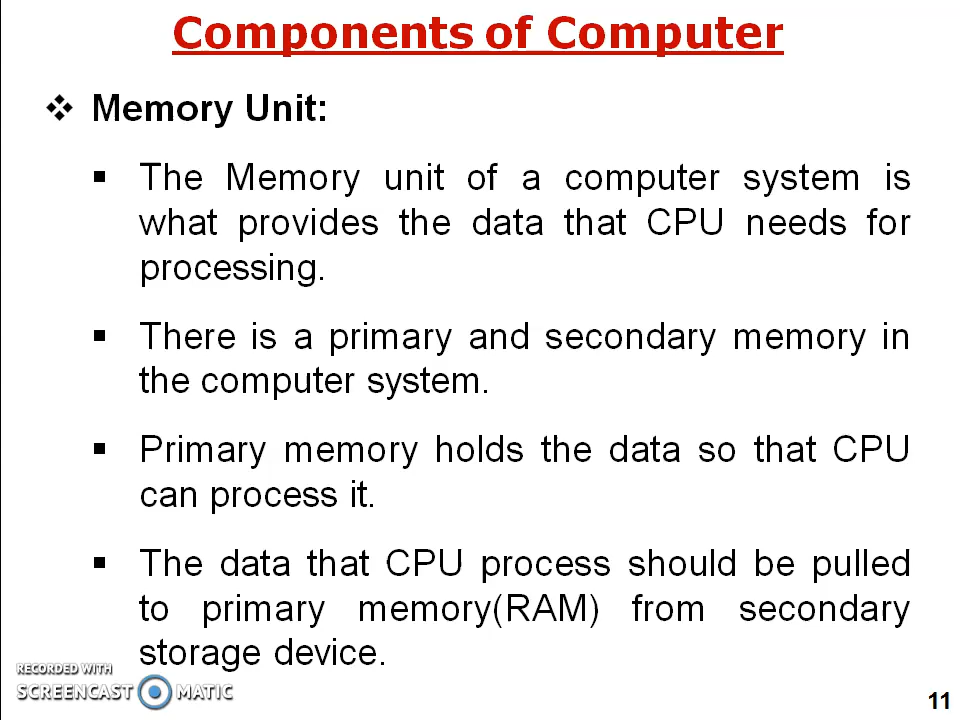 Components of Computer
❖ Memory Unit:
▪ The Memory unit of a computer system is
what provides the data that CPU needs for
processing.
▪ There is a primary and secondary memory in
the computer system.
▪ Primary memory holds the data so that CPU
can process it.
▪ The data that CPU process should be pulled
to primary memory(RAM) from secondary
storage device.
RECORDED WITH
SCREENCAST MATIC
11